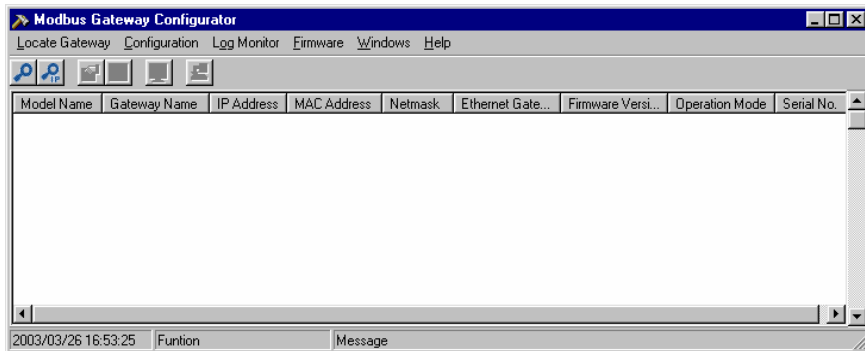 Modbus Gateway Configurator
Locate Gateway Configuration Log Monitor Firmware Windows Help
IP
Model Name Gateway Name IP Address MAC Address Netmask Ethernet Gate... Firmware Versi... Operation Mode Serial No.
2003/03/26 16:53:25 Funtion Message